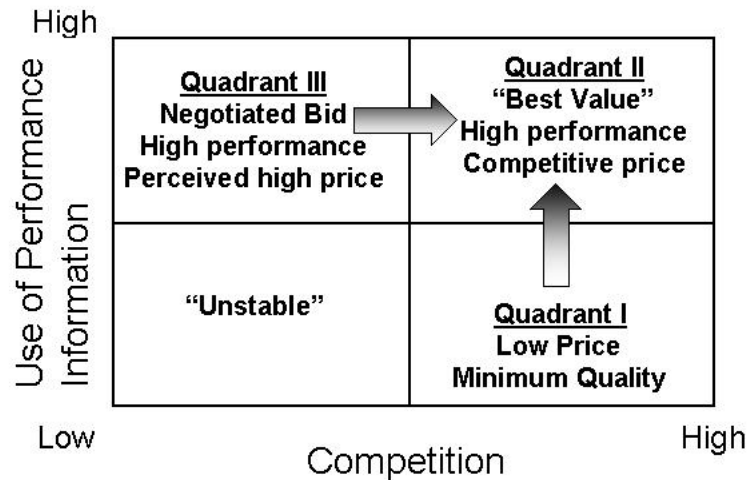 High
Quadrant III
Negotiated Bid
High performance
Perceived high price
Quadrant II
“Best Value”
High performance
Competitive price
“Unstable”
Quadrant I
Low Price
Minimum Quality
Use of Performance
Information
Low
High
Competition